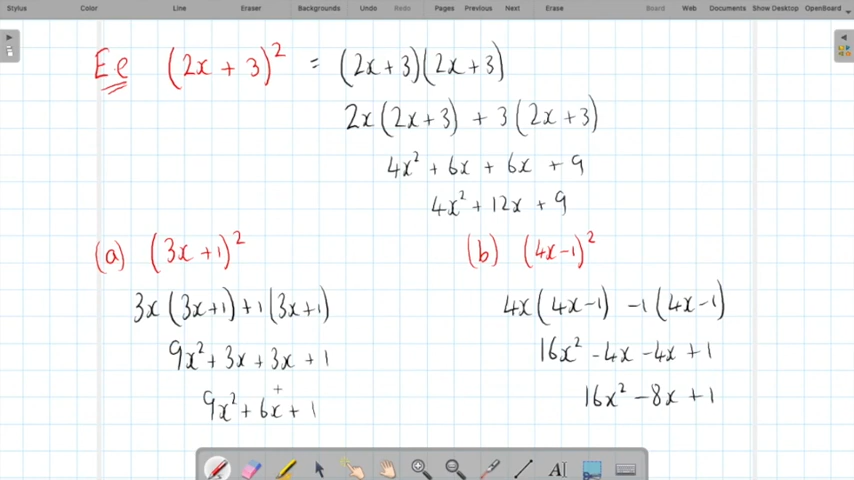 Stylus Color Line Eraser Backgrounds Undo Redo Pages Previous Next Erase Board Web Documents Show Desktop OpenBoard
Eg (2x + 3)² = (2x + 3)(2x + 3)
2x(2x + 3) + 3(2x + 3)
4x² + 6x + 6x + 9
4x² + 12x + 9
(a) (3x + 1)²
3x(3x + 1) + 1(3x + 1)
9x² + 3x + 3x + 1
9x² + 6x + 1
(b) (4x - 1)²
4x(4x - 1) - 1(4x - 1)
16x² - 4x - 4x + 1
16x² - 8x + 1